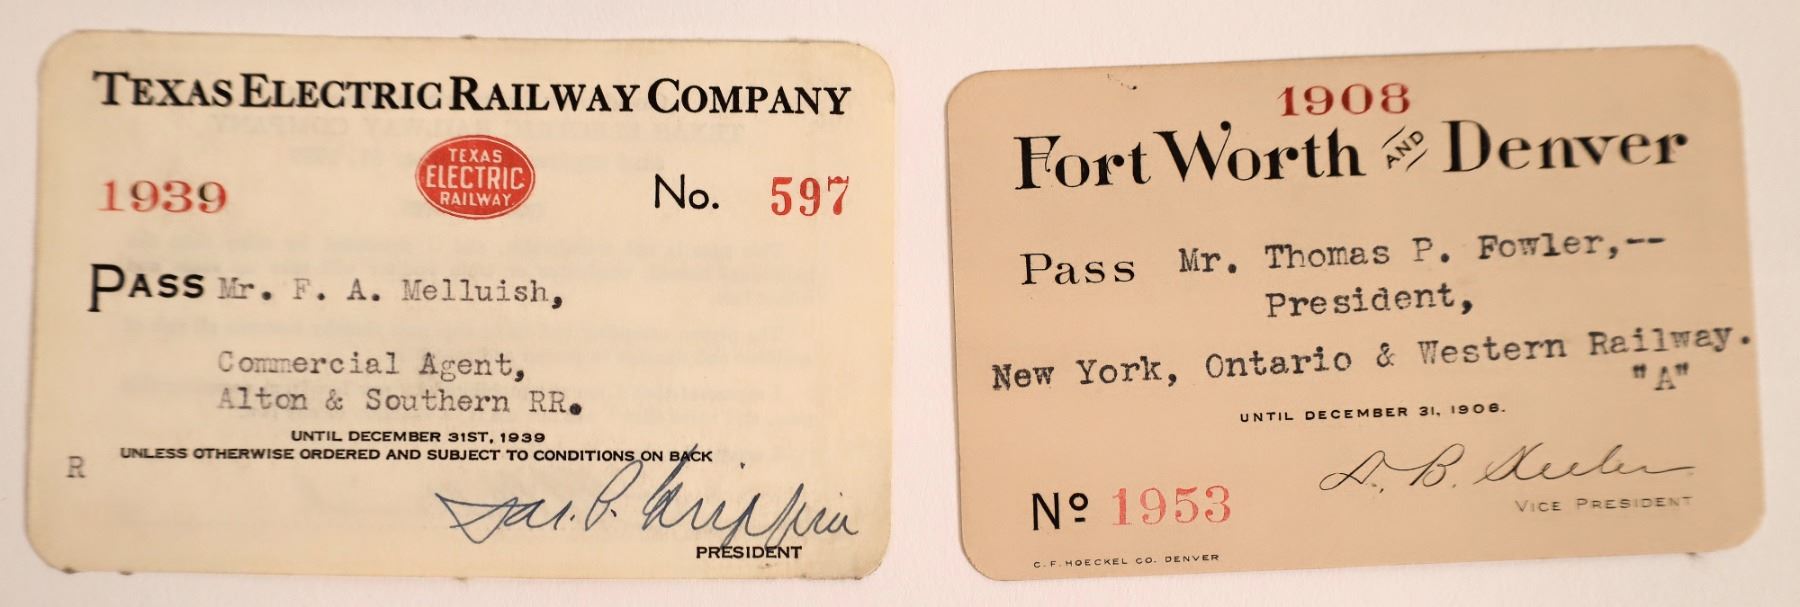 TEXAS ELECTRIC RAILWAY COMPANY
TEXAS
ELECTRIC
RAILWAY
1939
No. 597
PASS Mr. F. A. Melluish,
Commercial Agent,
Alton & Southern RR.
UNTIL DECEMBER 31ST, 1939
UNLESS OTHERWISE ORDERED AND SUBJECT TO CONDITIONS ON BACK
R
Jas. P. Griffin
PRESIDENT
1908
Fort Worth AND Denver
Pass Mr. Thomas P. Fowler,--
President,
New York, Ontario & Western Railway.
"A"
UNTIL DECEMBER 31, 1908.
D. B. Keeler
VICE PRESIDENT
Nº 1953
C. F. HOECKEL CO. DENVER